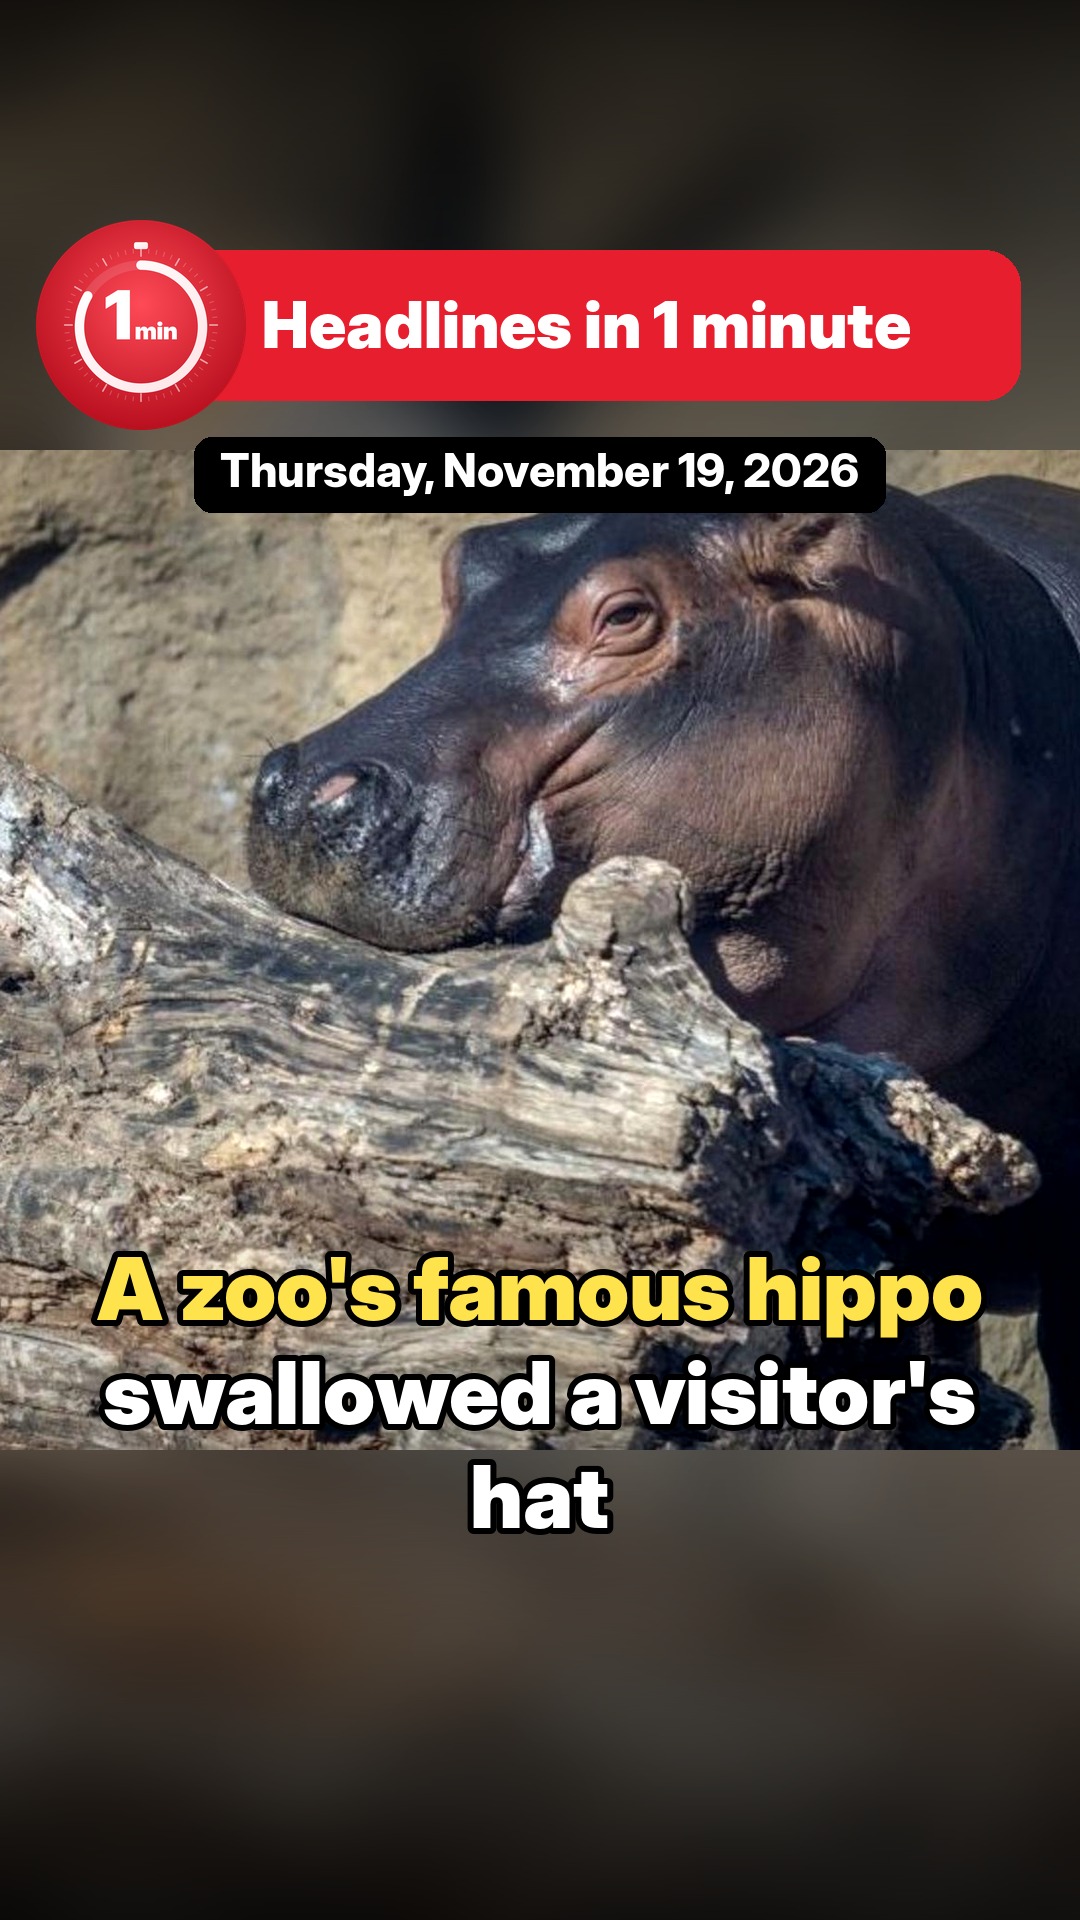 1min
Headlines in 1 minute
Thursday, November 19, 2026
A zoo's famous hippo
swallowed a visitor's
hat